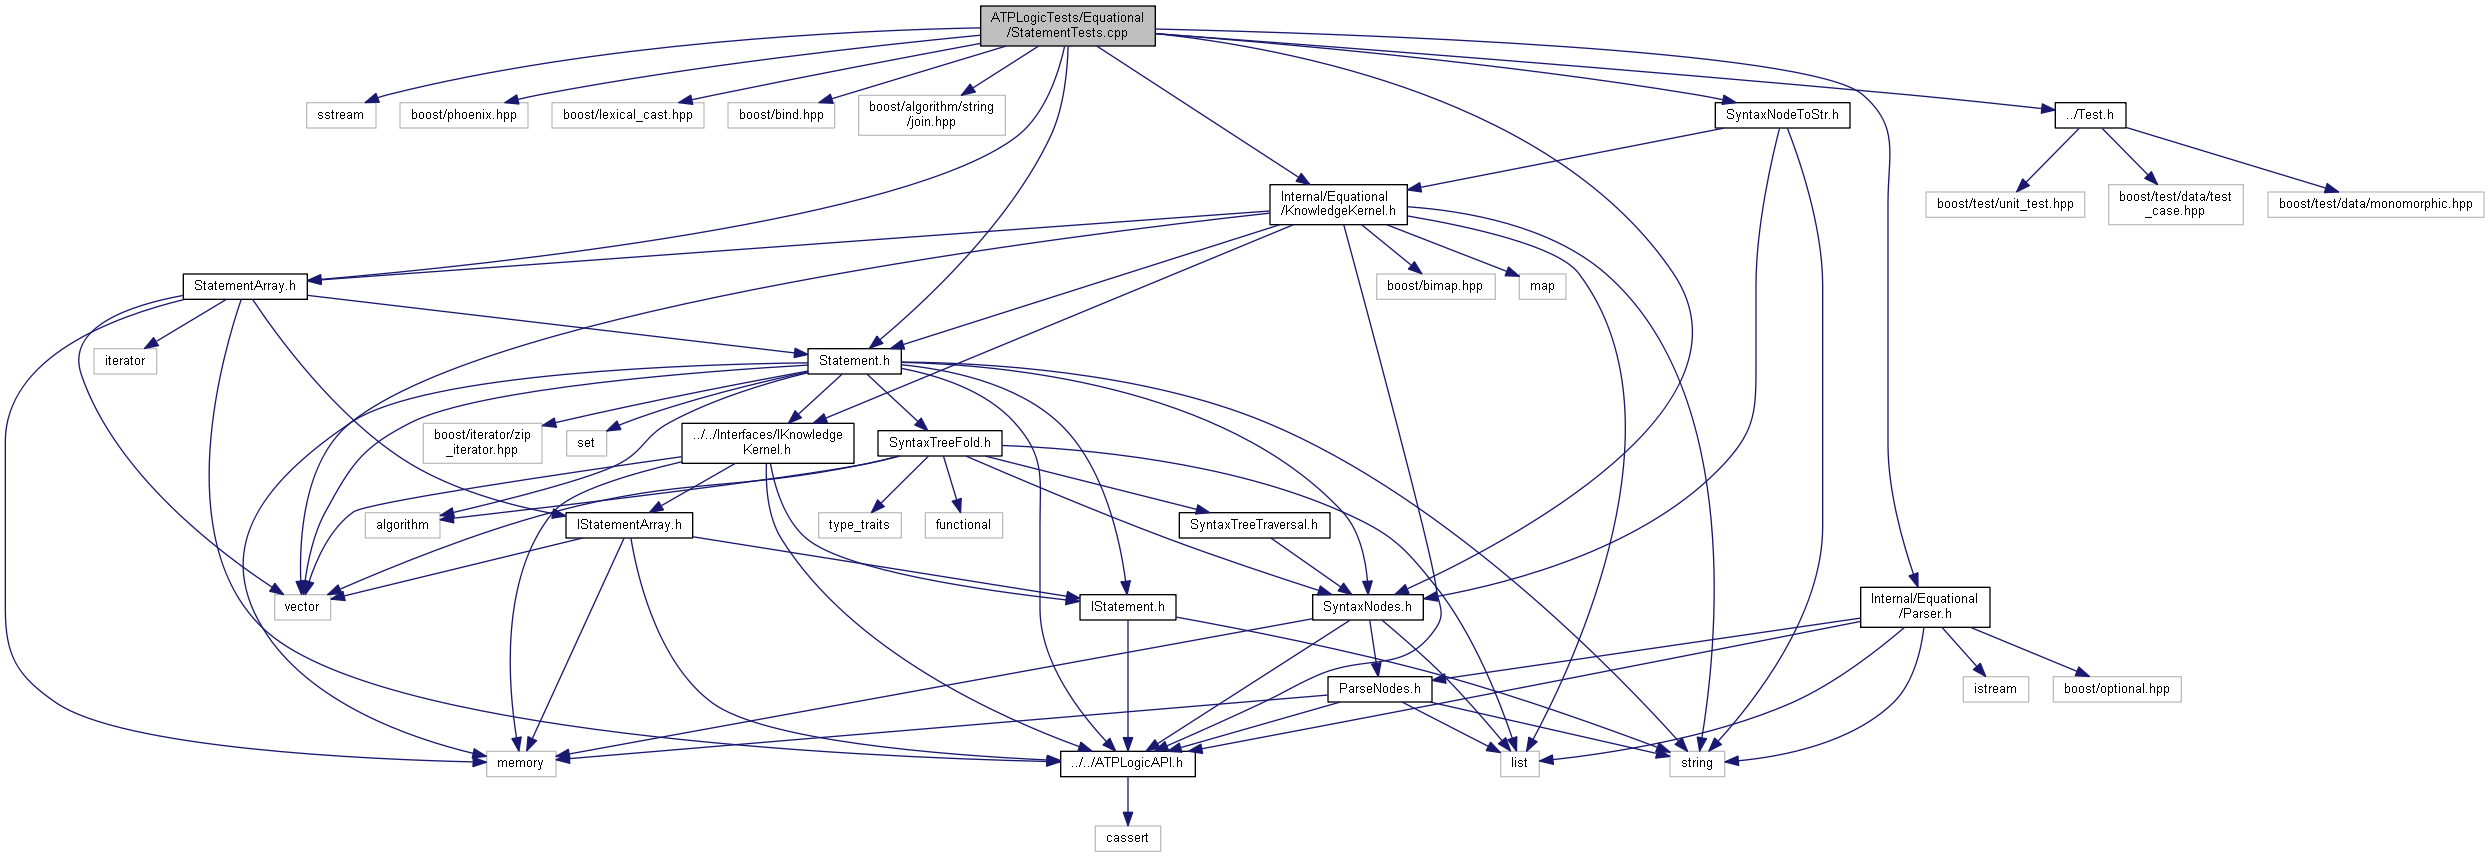 ATPLogicTests/Equational
/StatementTests.cpp
sstream
boost/phoenix.hpp
boost/lexical_cast.hpp
boost/bind.hpp
boost/algorithm/string
/join.hpp
SyntaxNodeToStr.h
../Test.h
Internal/Equational
/KnowledgeKernel.h
boost/test/unit_test.hpp
boost/test/data/test
_case.hpp
boost/test/data/monomorphic.hpp
StatementArray.h
boost/bimap.hpp
map
iterator
Statement.h
boost/iterator/zip
_iterator.hpp
set
../../Interfaces/IKnowledge
Kernel.h
SyntaxTreeFold.h
algorithm
IStatementArray.h
type_traits
functional
SyntaxTreeTraversal.h
vector
IStatement.h
SyntaxNodes.h
Internal/Equational
/Parser.h
ParseNodes.h
istream
boost/optional.hpp
memory
../../ATPLogicAPI.h
list
string
cassert